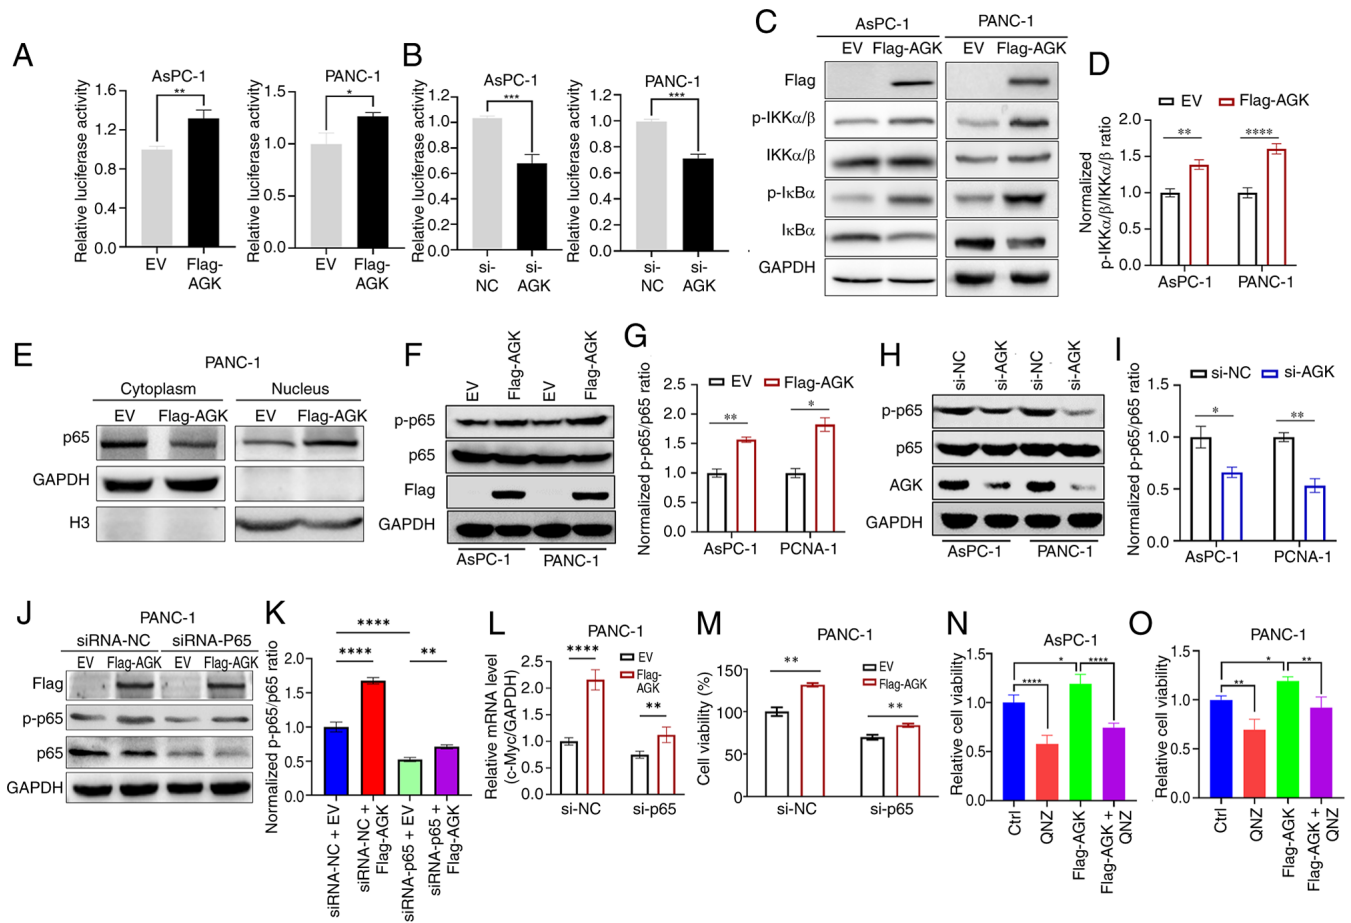 A
AsPC-1
Relative luciferase activity
1.6
1.2
0.8
0.4
0.0
**
EV
Flag-
AGK
PANC-1
Relative luciferase activity
1.5
1.0
0.5
0.0
*
EV
Flag-
AGK
B
AsPC-1
Relative luciferase activity
1.2
1.0
0.8
0.6
0.4
0.2
0.0
***
si-
NC
si-
AGK
PANC-1
Relative luciferase activity
1.2
1.0
0.8
0.6
0.4
0.2
0.0
***
si-
NC
si-
AGK
C
AsPC-1 PANC-1
EV Flag-AGK EV Flag-AGK
Flag
p-IKKα/β
IKKα/β
p-IκBα
IκBα
GAPDH
D
EV Flag-AGK
Normalized
p-IKKα/β/IKKα/β ratio
2.0
1.5
1.0
0.5
0.0
** ****
AsPC-1 PANC-1
E
PANC-1
Cytoplasm Nucleus
EV Flag-AGK EV Flag-AGK
p65
GAPDH
H3
F
EV Flag-AGK EV Flag-AGK
p-p65
p65
Flag
GAPDH
AsPC-1 PANC-1
G
EV Flag-AGK
Normalized p-p65/p65 ratio
2.5
2.0
1.5
1.0
0.5
0.0
** *
AsPC-1 PCNA-1
H
si-NC si-AGK si-NC si-AGK
p-p65
p65
AGK
GAPDH
AsPC-1 PANC-1
I
si-NC si-AGK
Normalized p-p65/p65 ratio
1.5
1.0
0.5
0.0
* **
AsPC-1 PCNA-1
J
PANC-1
siRNA-NC siRNA-P65
EV Flag-AGK EV Flag-AGK
Flag
p-p65
p65
GAPDH
K
Normalized p-p65/p65 ratio
2.0
1.5
1.0
0.5
0.0
****
**** **
siRNA-NC + EV
siRNA-NC +
Flag-AGK
siRNA-p65 + EV
siRNA-p65 +
Flag-AGK
L
PANC-1
Relative mRNA level
(c-Myc/GAPDH)
2.5
2.0
1.5
1.0
0.5
0.0
EV
Flag-
AGK
**** **
si-NC si-p65
M
PANC-1
Cell viability (%)
150
100
50
0
EV
Flag-AGK
** **
si-NC si-p65
N
AsPC-1
Relative cell viability
1.5
1.0
0.5
0.0
* ****
****
Ctrl
QNZ
Flag-AGK
Flag-AGK +
QNZ
O
PANC-1
Relative cell viability
1.5
1.0
0.5
0.0
* **
**
Ctrl
QNZ
Flag-AGK
Flag-AGK +
QNZ